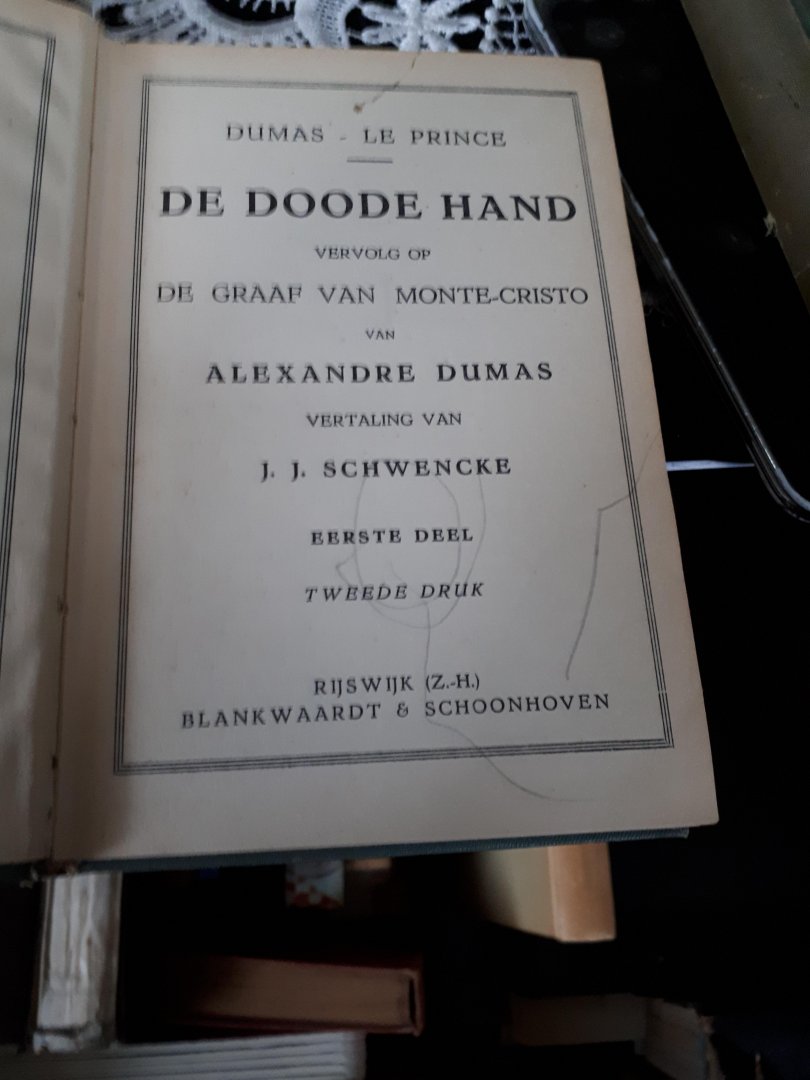 DUMAS - LE PRINCE
DE DOODE HAND
VERVOLG OP
DE GRAAF VAN MONTE-CRISTO
VAN
ALEXANDRE DUMAS
VERTALING VAN
J. J. SCHWENCKE
EERSTE DEEL
TWEEDE DRUK
RIJSWIJK (Z.-H.)
BLANKWAARDT & SCHOONHOVEN